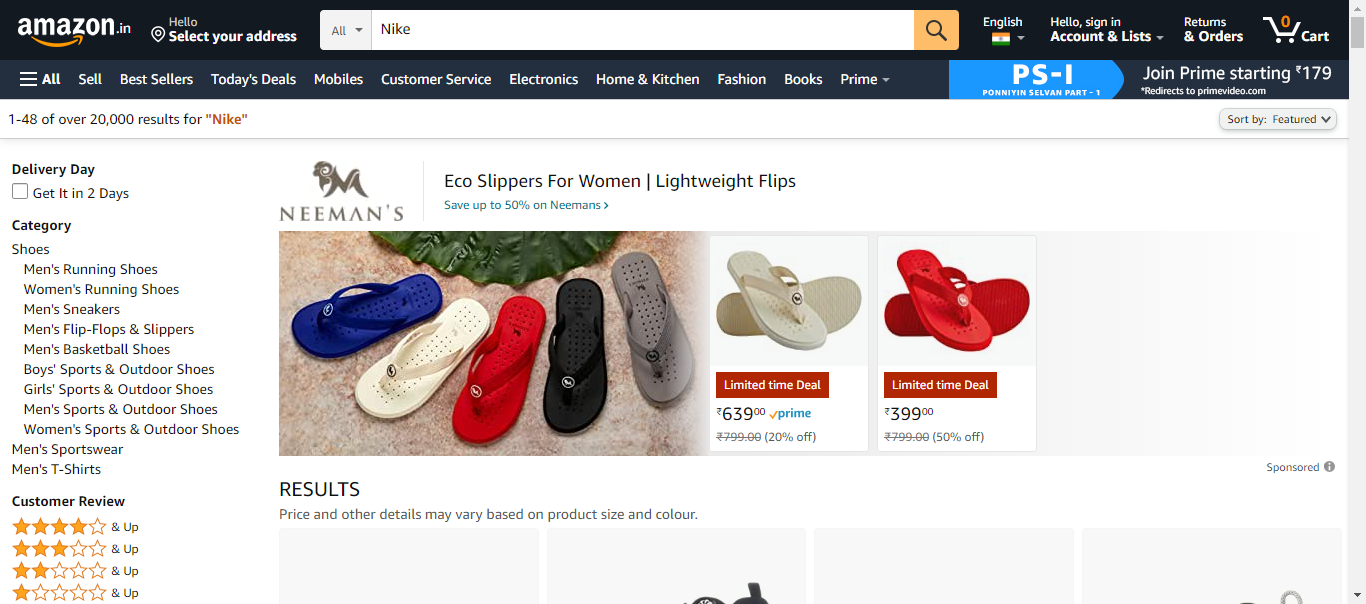 amazon.in
Hello
Select your address
All
Nike
English
Hello, sign in
Account & Lists
Returns
& Orders
0
Cart
All
Sell
Best Sellers
Today's Deals
Mobiles
Customer Service
Electronics
Home & Kitchen
Fashion
Books
Prime
PS-I
PONNIYIN SELVAN PART - 1
Join Prime starting ₹179
*Redirects to primevideo.com
1-48 of over 20,000 results for "Nike"
Sort by: Featured
Delivery Day
Get It in 2 Days
Category
Shoes
Men's Running Shoes
Women's Running Shoes
Men's Sneakers
Men's Flip-Flops & Slippers
Men's Basketball Shoes
Boys' Sports & Outdoor Shoes
Girls' Sports & Outdoor Shoes
Men's Sports & Outdoor Shoes
Women's Sports & Outdoor Shoes
Men's Sportswear
Men's T-Shirts
Customer Review
& Up
& Up
& Up
& Up
NEEMAN'S
Eco Slippers For Women | Lightweight Flips
Save up to 50% on Neemans
Limited time Deal
₹63900 prime
₹799.00 (20% off)
Limited time Deal
₹39900
₹799.00 (50% off)
Sponsored
RESULTS
Price and other details may vary based on product size and colour.